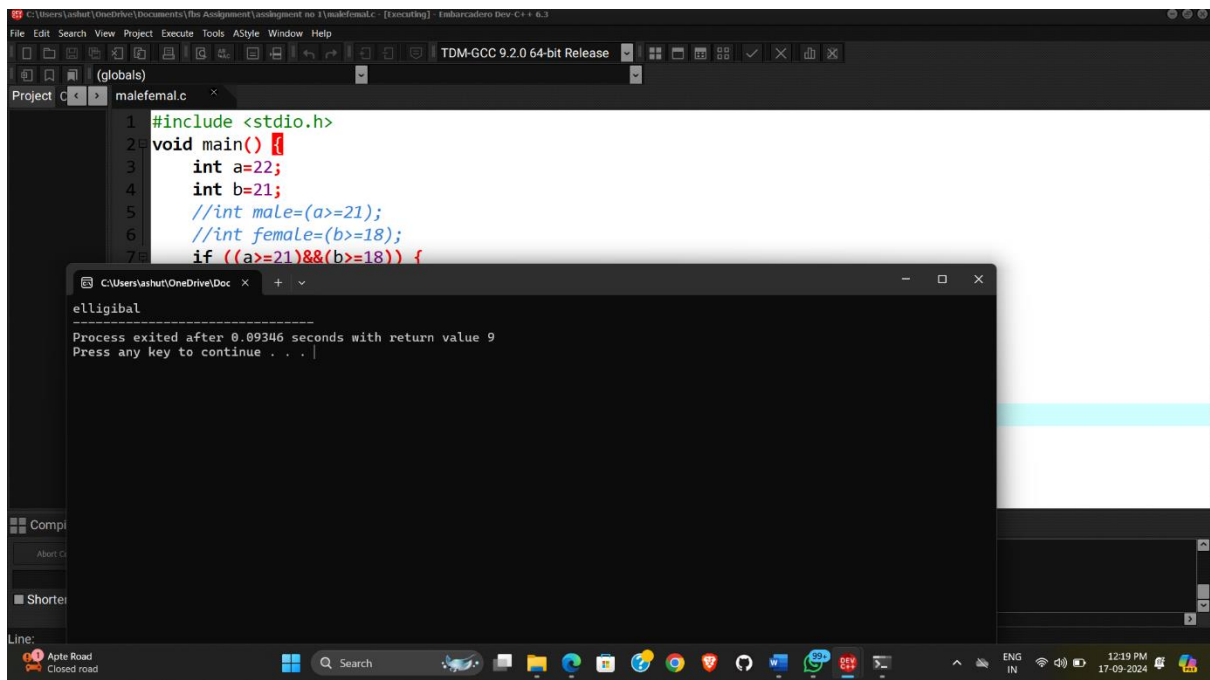 C:\Users\ashut\OneDrive\Documents\fbs Assignment\assingment no 1\malefemal.c - [Executing] - Embarcadero Dev-C++ 6.3
File Edit Search View Project Execute Tools AStyle Window Help
TDM-GCC 9.2.0 64-bit Release
(globals)
Project C malefemal.c
1 #include <stdio.h>
2 void main() {
3 int a=22;
4 int b=21;
5 //int male=(a>=21);
6 //int female=(b>=18);
7 if ((a>=21)&&(b>=18)) {
C:\Users\ashut\OneDrive\Doc
elligibal
--------------------------------
Process exited after 0.09346 seconds with return value 9
Press any key to continue . . .
Compi
Abort Co
Shorter
Line:
1 Apte Road
Closed road
Search
99+
DEV
ENG
IN
12:19 PM
17-09-2024